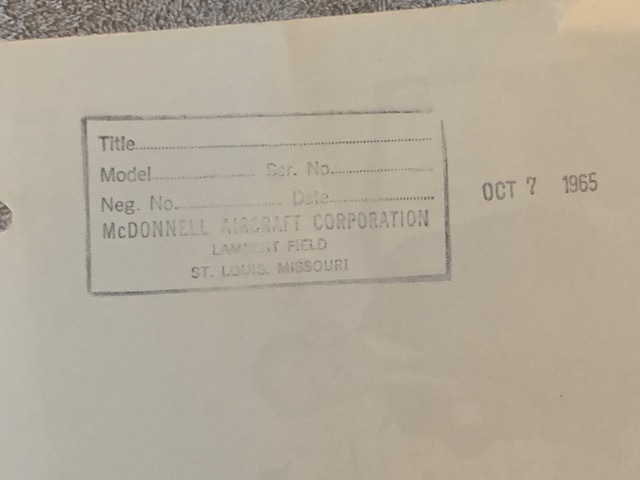 Title
Model Ser. No.
Neg. No. Date
McDONNELL AIRCRAFT CORPORATION
LAMBERT FIELD
ST. LOUIS, MISSOURI
OCT 7 1965